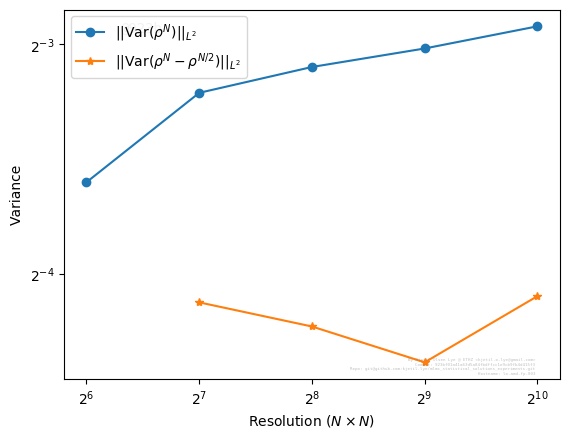 ||Var(ρ^N)||_{L^2}
||Var(ρ^N − ρ^{N/2})||_{L^2}
2^{-3}
2^{-4}
Variance
2^6 2^7 2^8 2^9 2^{10}
Resolution (N × N)